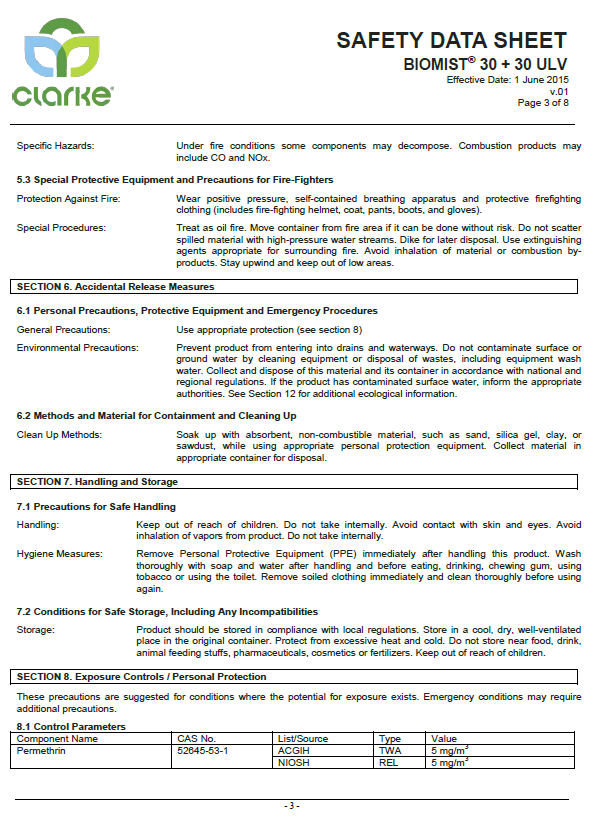 clarke®
SAFETY DATA SHEET
BIOMIST® 30 + 30 ULV
Effective Date: 1 June 2015
v.01
Page 3 of 8
Specific Hazards: Under fire conditions some components may decompose. Combustion products may
include CO and NOx.
5.3 Special Protective Equipment and Precautions for Fire-Fighters
Protection Against Fire: Wear positive pressure, self-contained breathing apparatus and protective firefighting
clothing (includes fire-fighting helmet, coat, pants, boots, and gloves).
Special Procedures: Treat as oil fire. Move container from fire area if it can be done without risk. Do not scatter
spilled material with high-pressure water streams. Dike for later disposal. Use extinguishing
agents appropriate for surrounding fire. Avoid inhalation of material or combustion by-
products. Stay upwind and keep out of low areas.
SECTION 6. Accidental Release Measures
6.1 Personal Precautions, Protective Equipment and Emergency Procedures
General Precautions: Use appropriate protection (see section 8)
Environmental Precautions: Prevent product from entering into drains and waterways. Do not contaminate surface or
ground water by cleaning equipment or disposal of wastes, including equipment wash
water. Collect and dispose of this material and its container in accordance with national and
regional regulations. If the product has contaminated surface water, inform the appropriate
authorities. See Section 12 for additional ecological information.
6.2 Methods and Material for Containment and Cleaning Up
Clean Up Methods: Soak up with absorbent, non-combustible material, such as sand, silica gel, clay, or
sawdust, while using appropriate personal protection equipment. Collect material in
appropriate container for disposal.
SECTION 7. Handling and Storage
7.1 Precautions for Safe Handling
Handling: Keep out of reach of children. Do not take internally. Avoid contact with skin and eyes. Avoid
inhalation of vapors from product. Do not take internally.
Hygiene Measures: Remove Personal Protective Equipment (PPE) immediately after handling this product. Wash
thoroughly with soap and water after handling and before eating, drinking, chewing gum, using
tobacco or using the toilet. Remove soiled clothing immediately and clean thoroughly before using
again.
7.2 Conditions for Safe Storage, Including Any Incompatibilities
Storage: Product should be stored in compliance with local regulations. Store in a cool, dry, well-ventilated
place in the original container. Protect from excessive heat and cold. Do not store near food, drink,
animal feeding stuffs, pharmaceuticals, cosmetics or fertilizers. Keep out of reach of children.
SECTION 8. Exposure Controls / Personal Protection
These precautions are suggested for conditions where the potential for exposure exists. Emergency conditions may require
additional precautions.
8.1 Control Parameters
Component Name CAS No. List/Source Type Value
Permethrin 52645-53-1 ACGIH TWA 5 mg/m³
NIOSH REL 5 mg/m³
- 3 -